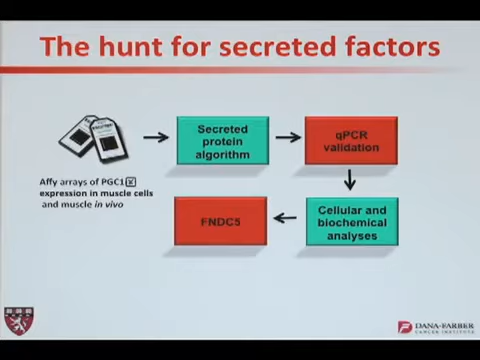 The hunt for secreted factors
Secreted
protein
algorithm
qPCR
validation
Affy arrays of PGC1
expression in muscle cells
and muscle in vivo
FNDC5
Cellular and
biochemical
analyses
DANA-FARBER
CANCER INSTITUTE